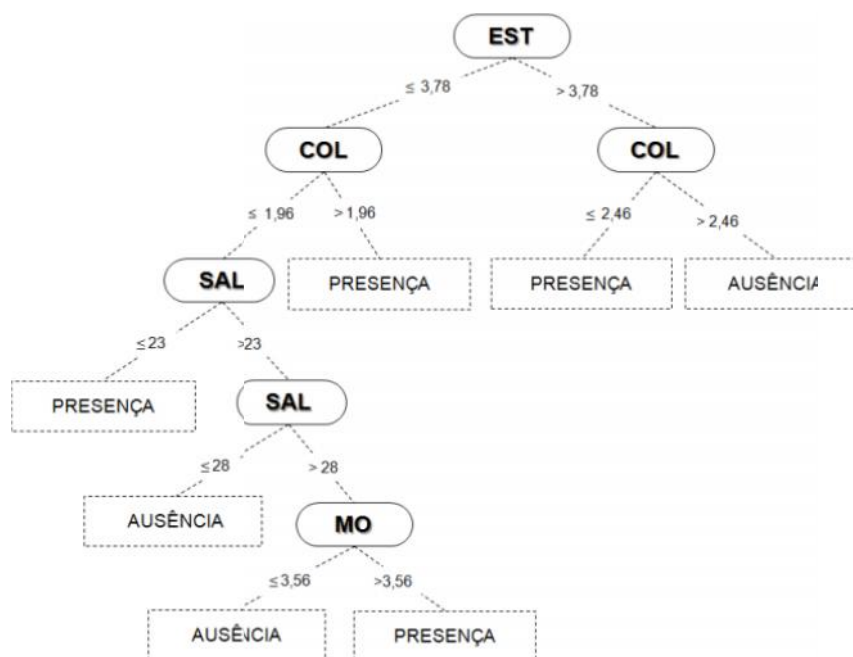 EST
≤ 3,78
> 3,78
COL
COL
≤ 1,96
> 1,96
≤ 2,46
> 2,46
SAL
PRESENÇA
PRESENÇA
AUSÊNCIA
≤23
>23
PRESENÇA
SAL
≤28
> 28
AUSÊNCIA
MO
≤3,56
>3,56
AUSÊNCIA
PRESENÇA